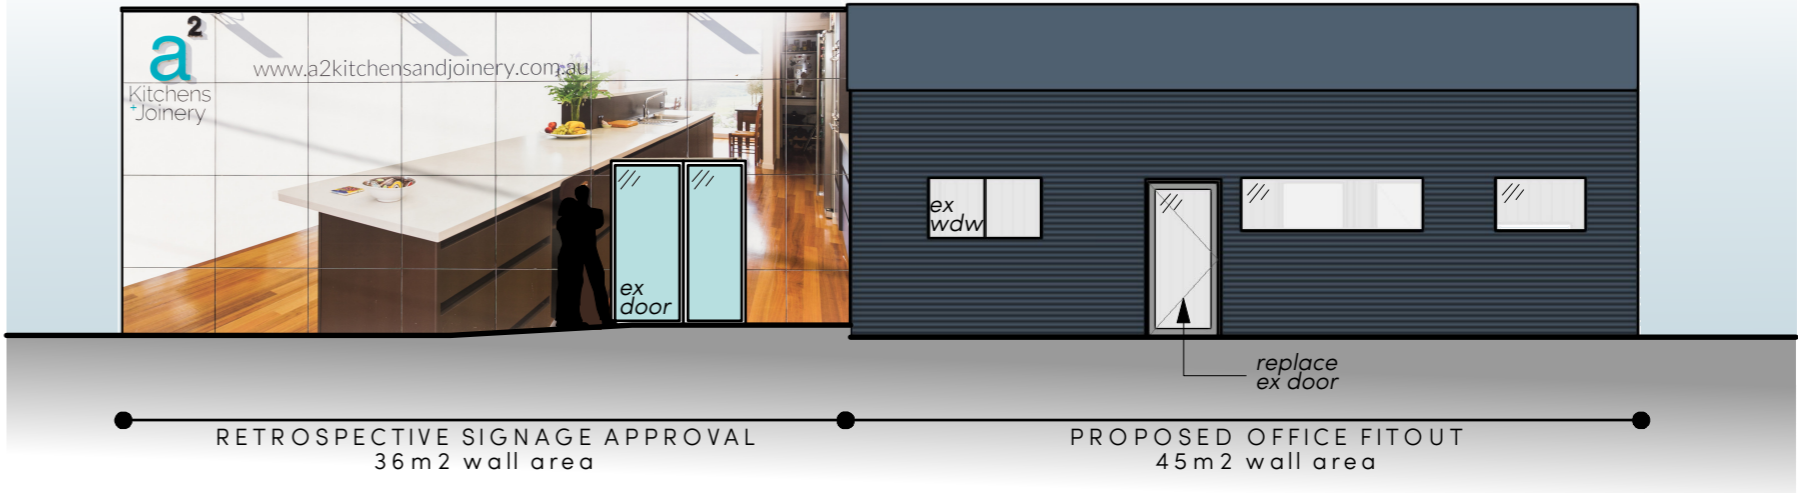 a2
Kitchens
+Joinery
www.a2kitchensandjoinery.com.au
ex
door
ex
wdw
replace
ex door
RETROSPECTIVE SIGNAGE APPROVAL
36m2 wall area
PROPOSED OFFICE FITOUT
45m2 wall area